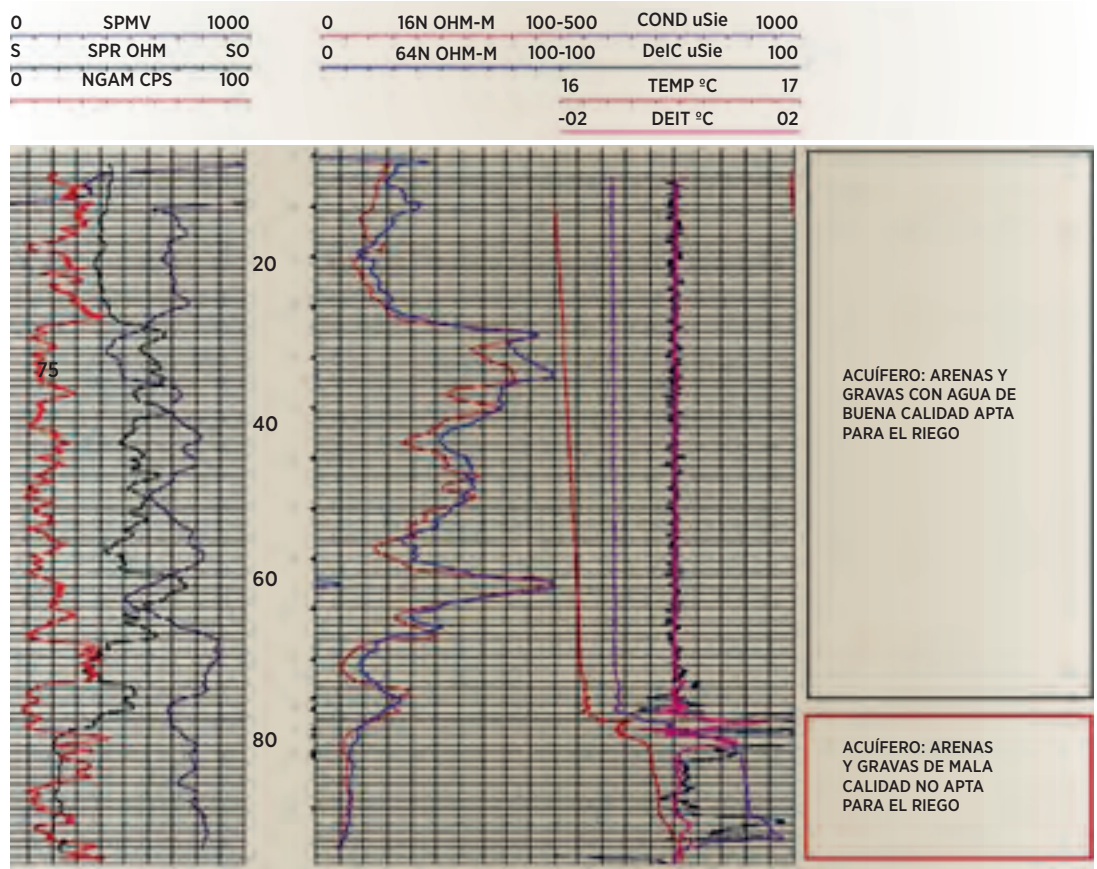 0 SPMV 1000
S SPR OHM SO
0 NGAM CPS 100
0 16N OHM-M 100-500 COND uSie 1000
0 64N OHM-M 100-100 DelC uSie 100
16 TEMP ºC 17
-02 DEIT ºC 02
20
75
40
60
80
ACUÍFERO: ARENAS Y
GRAVAS CON AGUA DE
BUENA CALIDAD APTA
PARA EL RIEGO
ACUÍFERO: ARENAS
Y GRAVAS DE MALA
CALIDAD NO APTA
PARA EL RIEGO